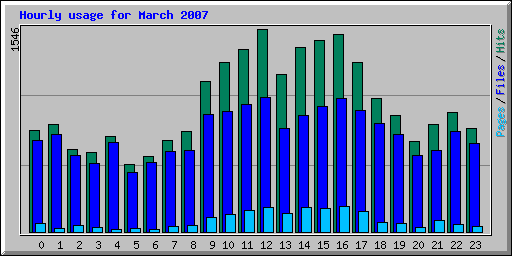 Hourly usage for March 2007
1546
Pages/Files/Hits
0 1 2 3 4 5 6 7 8 9 10 11 12 13 14 15 16 17 18 19 20 21 22 23